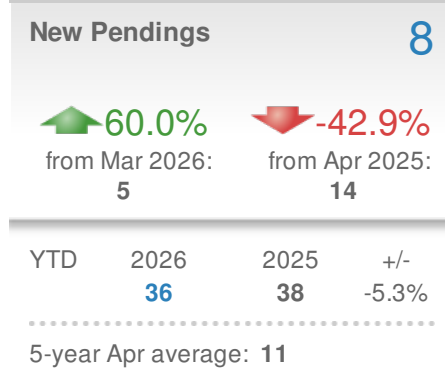 New Pendings 8
60.0% -42.9%
from Mar 2026: from Apr 2025:
5 14
YTD 2026 2025 +/-
36 38 -5.3%
5-year Apr average: 11